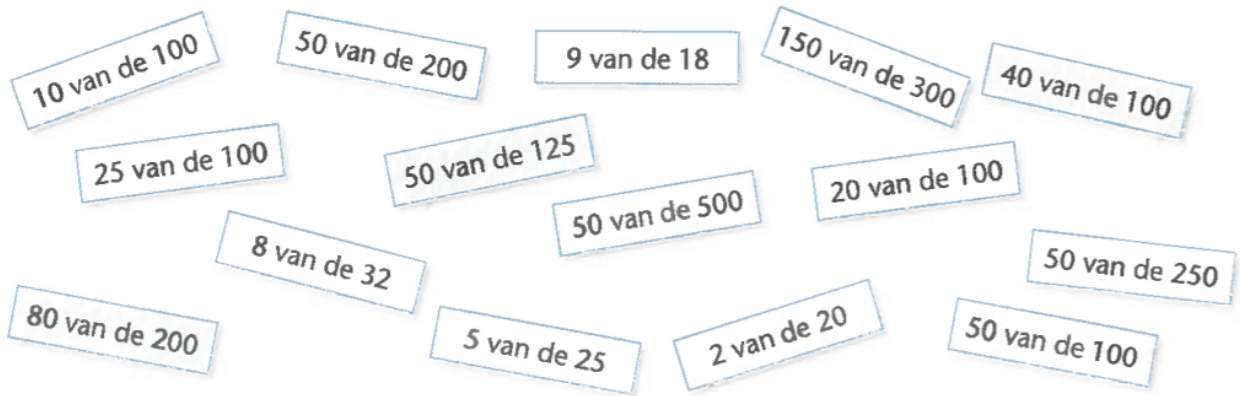 10 van de 100
50 van de 200
9 van de 18
150 van de 300
40 van de 100
25 van de 100
50 van de 125
50 van de 500
20 van de 100
8 van de 32
50 van de 250
80 van de 200
5 van de 25
2 van de 20
50 van de 100